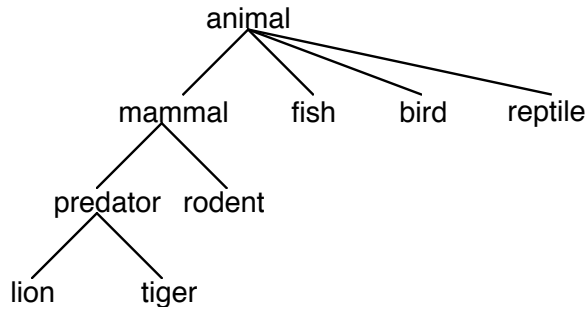 animal
mammal fish bird reptile
predator rodent
lion tiger